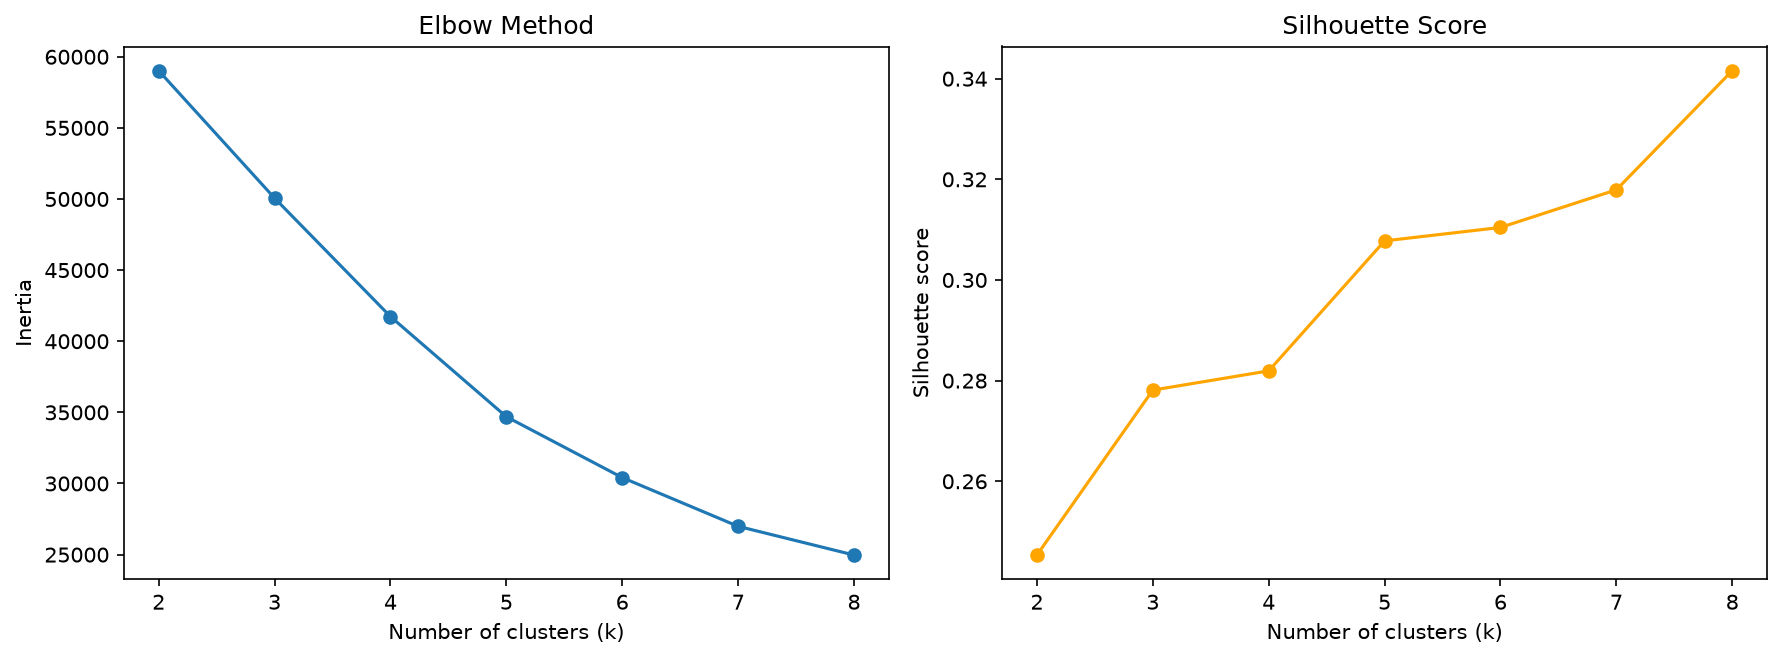 Elbow Method
60000
55000
50000
45000
40000
35000
30000
25000
Inertia
2 3 4 5 6 7 8
Number of clusters (k)
Silhouette Score
0.34
0.32
0.30
0.28
0.26
Silhouette score
2 3 4 5 6 7 8
Number of clusters (k)